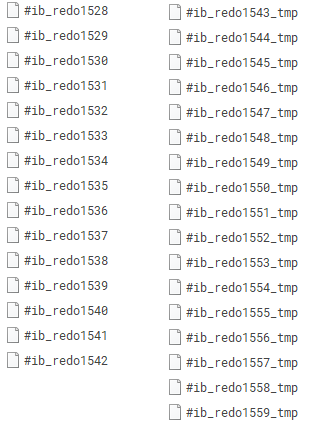 #ib_redo1528
#ib_redo1529
#ib_redo1530
#ib_redo1531
#ib_redo1532
#ib_redo1533
#ib_redo1534
#ib_redo1535
#ib_redo1536
#ib_redo1537
#ib_redo1538
#ib_redo1539
#ib_redo1540
#ib_redo1541
#ib_redo1542
#ib_redo1543_tmp
#ib_redo1544_tmp
#ib_redo1545_tmp
#ib_redo1546_tmp
#ib_redo1547_tmp
#ib_redo1548_tmp
#ib_redo1549_tmp
#ib_redo1550_tmp
#ib_redo1551_tmp
#ib_redo1552_tmp
#ib_redo1553_tmp
#ib_redo1554_tmp
#ib_redo1555_tmp
#ib_redo1556_tmp
#ib_redo1557_tmp
#ib_redo1558_tmp
#ib_redo1559_tmp